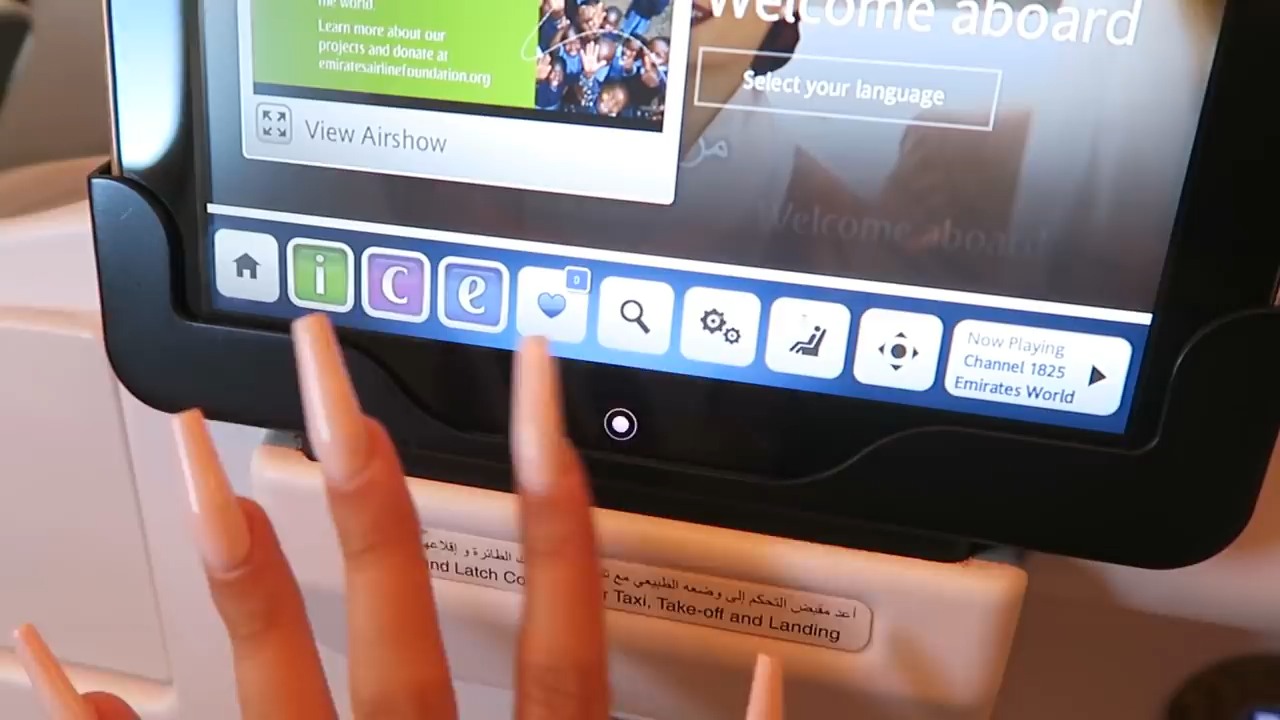 the world.
Learn more about our
projects and donate at
emiratesairlinefoundation.org
View Airshow
Welcome aboard
Select your language
Welcome aboard
i
c
e
0
Now Playing
Channel 1825
Emirates World
أعد مقبض التحكم إلى وضعه الطبيعي مع الطائرة و إقلاعها
nd Latch Co r Taxi, Take-off and Landing